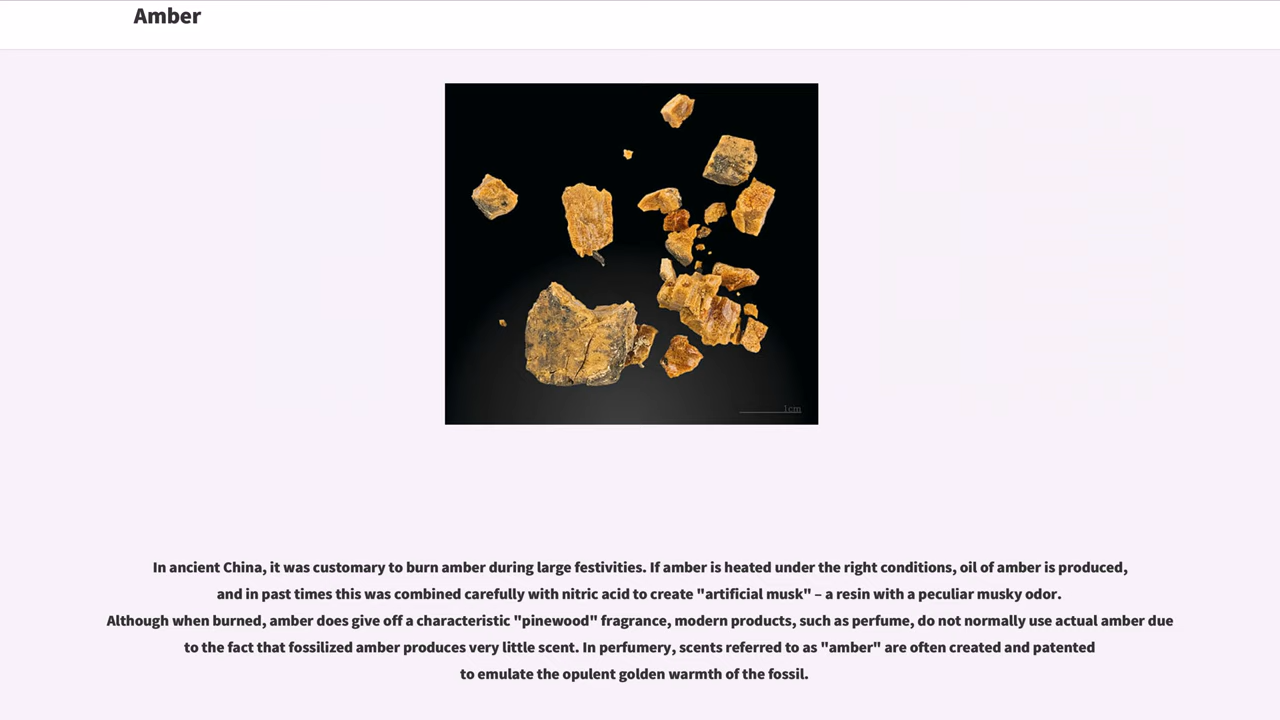 Amber
1cm
In ancient China, it was customary to burn amber during large festivities. If amber is heated under the right conditions, oil of amber is produced,
and in past times this was combined carefully with nitric acid to create "artificial musk" – a resin with a peculiar musky odor.
Although when burned, amber does give off a characteristic "pinewood" fragrance, modern products, such as perfume, do not normally use actual amber due
to the fact that fossilized amber produces very little scent. In perfumery, scents referred to as "amber" are often created and patented
to emulate the opulent golden warmth of the fossil.